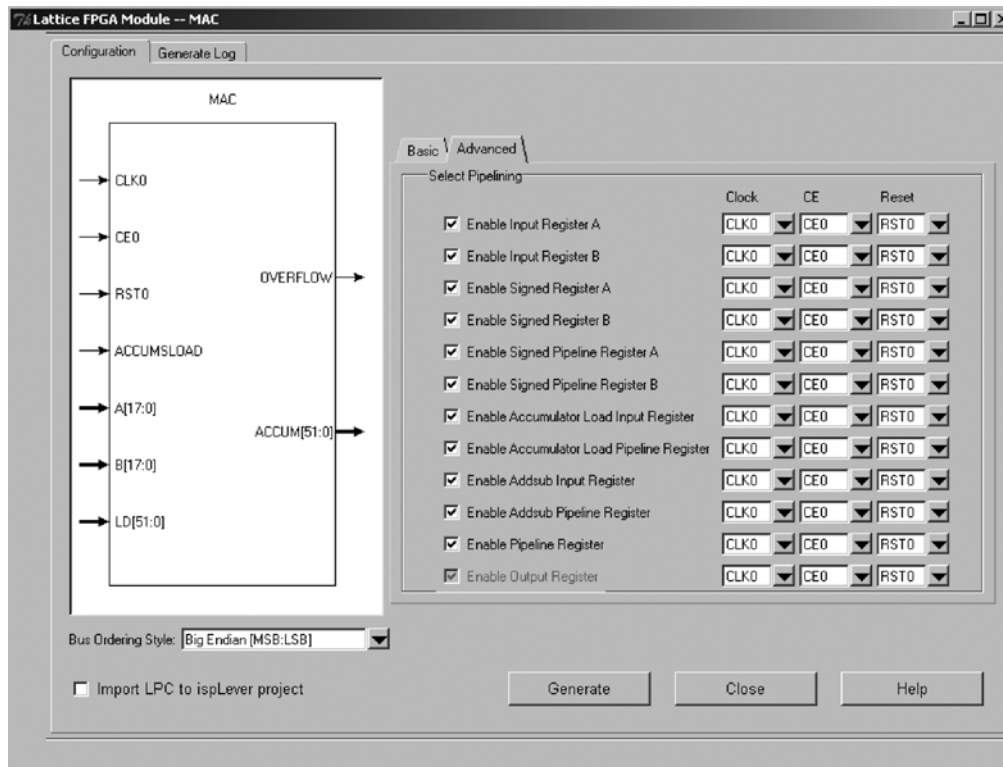 Lattice FPGA Module -- MAC
Configuration Generate Log
MAC
CLK0
CE0
RST0
ACCUMSLOAD
A[17:0]
B[17:0]
LD[51:0]
OVERFLOW
ACCUM[51:0]
Basic Advanced
Select Pipelining
Clock CE Reset
Enable Input Register A CLK0 CE0 RST0
Enable Input Register B CLK0 CE0 RST0
Enable Signed Register A CLK0 CE0 RST0
Enable Signed Register B CLK0 CE0 RST0
Enable Signed Pipeline Register A CLK0 CE0 RST0
Enable Signed Pipeline Register B CLK0 CE0 RST0
Enable Accumulator Load Input Register CLK0 CE0 RST0
Enable Accumulator Load Pipeline Register CLK0 CE0 RST0
Enable Addsub Input Register CLK0 CE0 RST0
Enable Addsub Pipeline Register CLK0 CE0 RST0
Enable Pipeline Register CLK0 CE0 RST0
Enable Output Register CLK0 CE0 RST0
Bus Ordering Style: Big Endian [MSB:LSB]
Import LPC to ispLever project
Generate Close Help